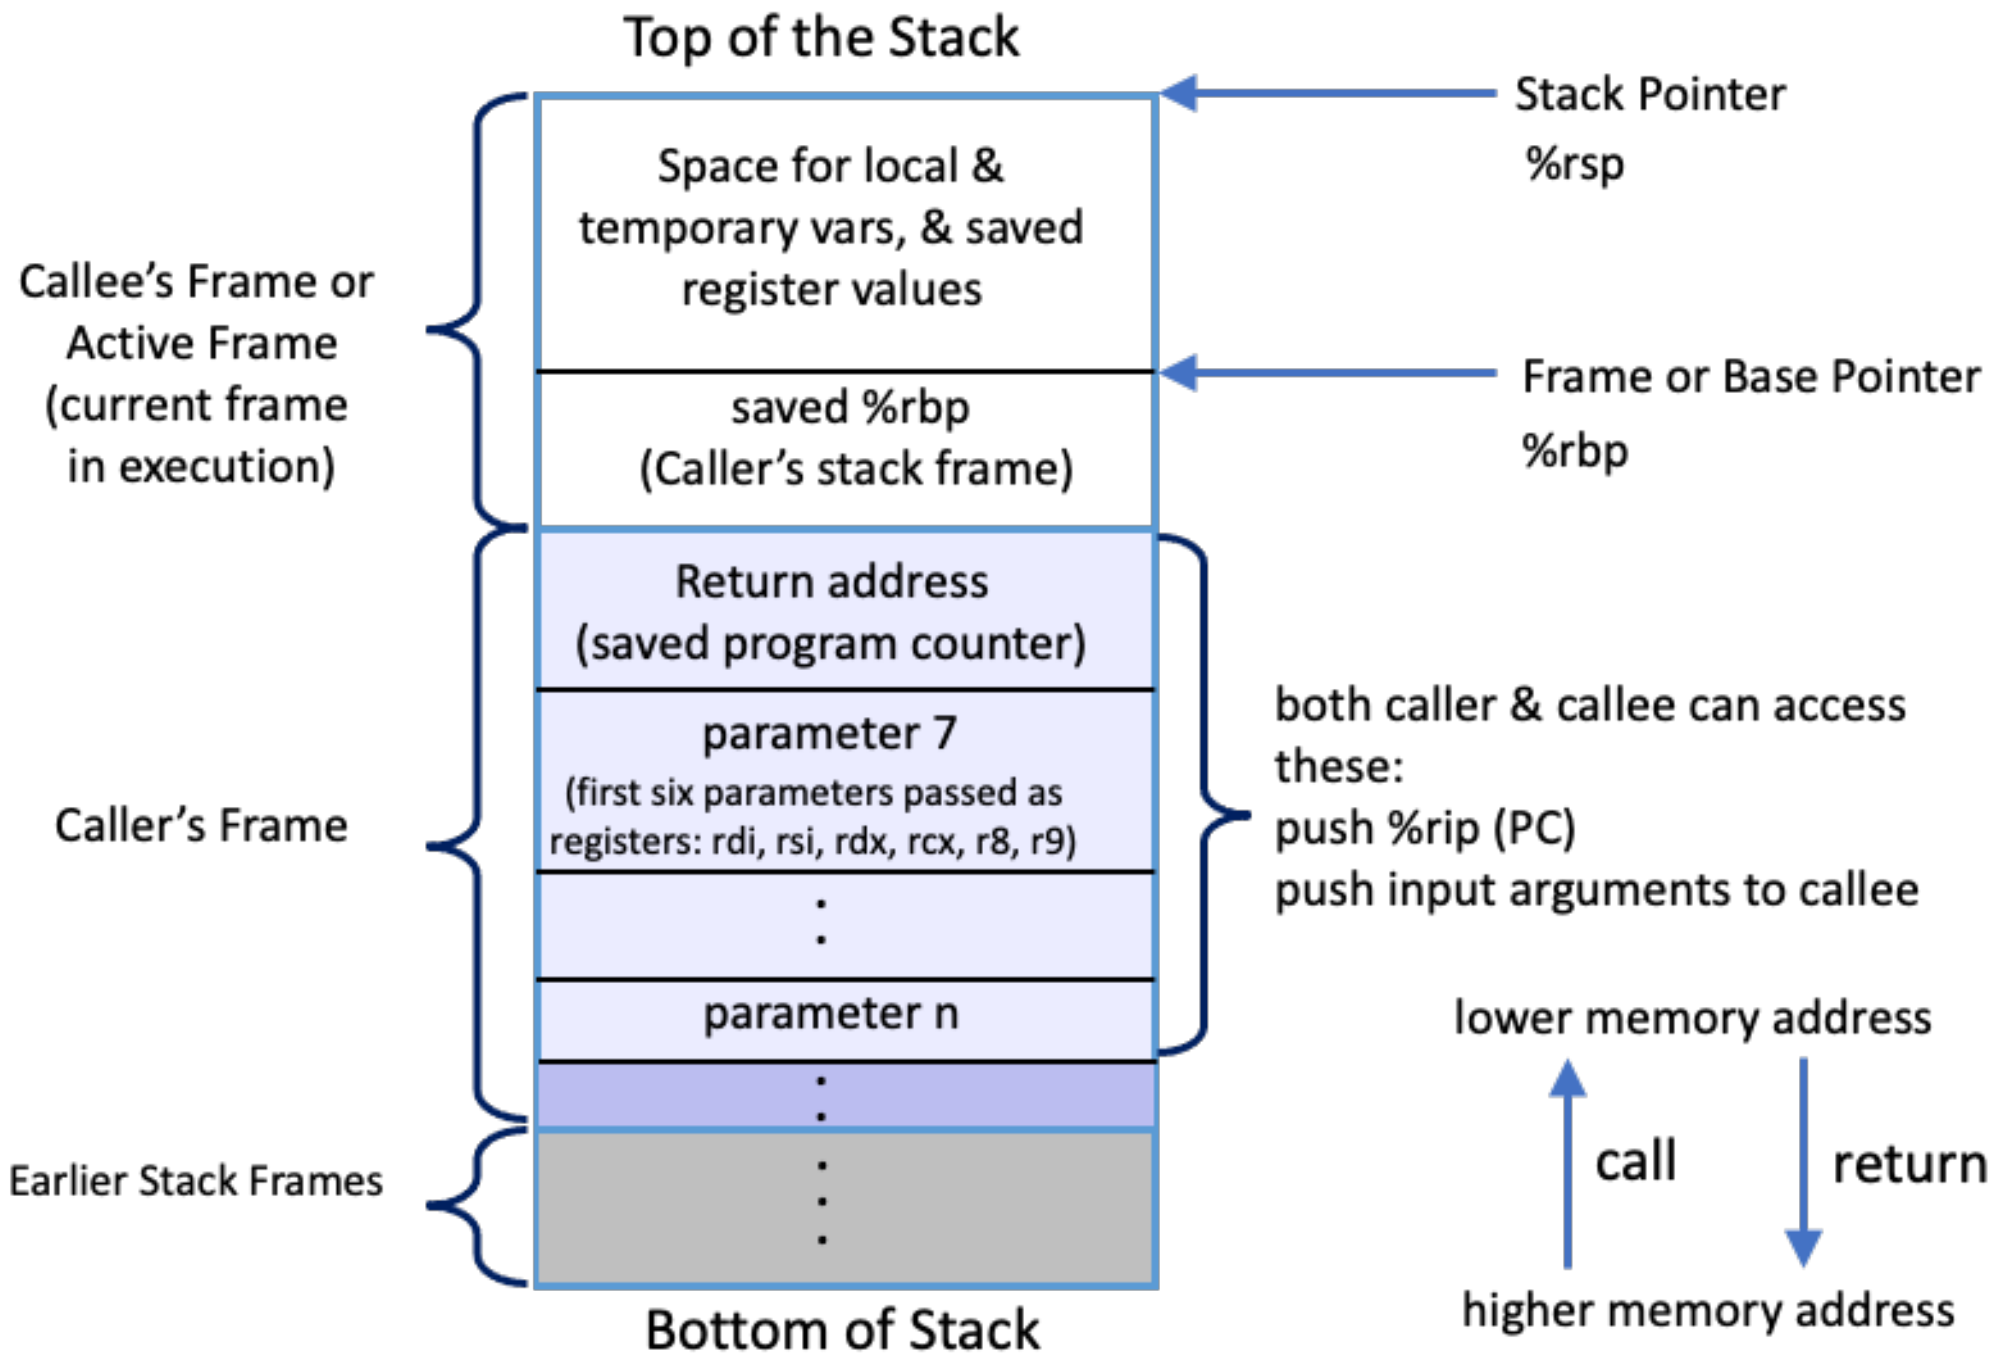 Top of the Stack
Stack Pointer
%rsp
Space for local &
temporary vars, & saved
register values
Callee's Frame or
Active Frame
(current frame
in execution)
Frame or Base Pointer
%rbp
saved %rbp
(Caller's stack frame)
Return address
(saved program counter)
parameter 7
(first six parameters passed as
registers: rdi, rsi, rdx, rcx, r8, r9)
:
parameter n
:
Caller's Frame
both caller & callee can access
these:
push %rip (PC)
push input arguments to callee
Earlier Stack Frames
lower memory address
call
return
higher memory address
Bottom of Stack